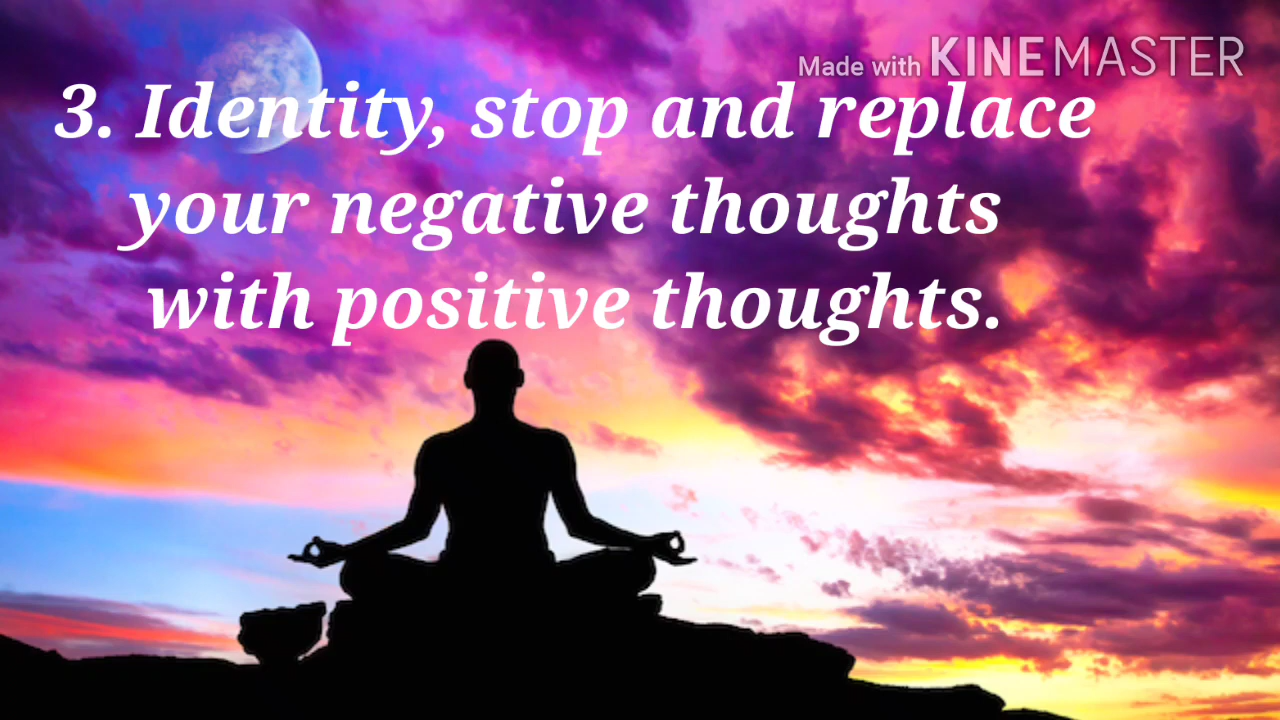 Made with KINEMASTER
3. Identity, stop and replace
your negative thoughts
with positive thoughts.